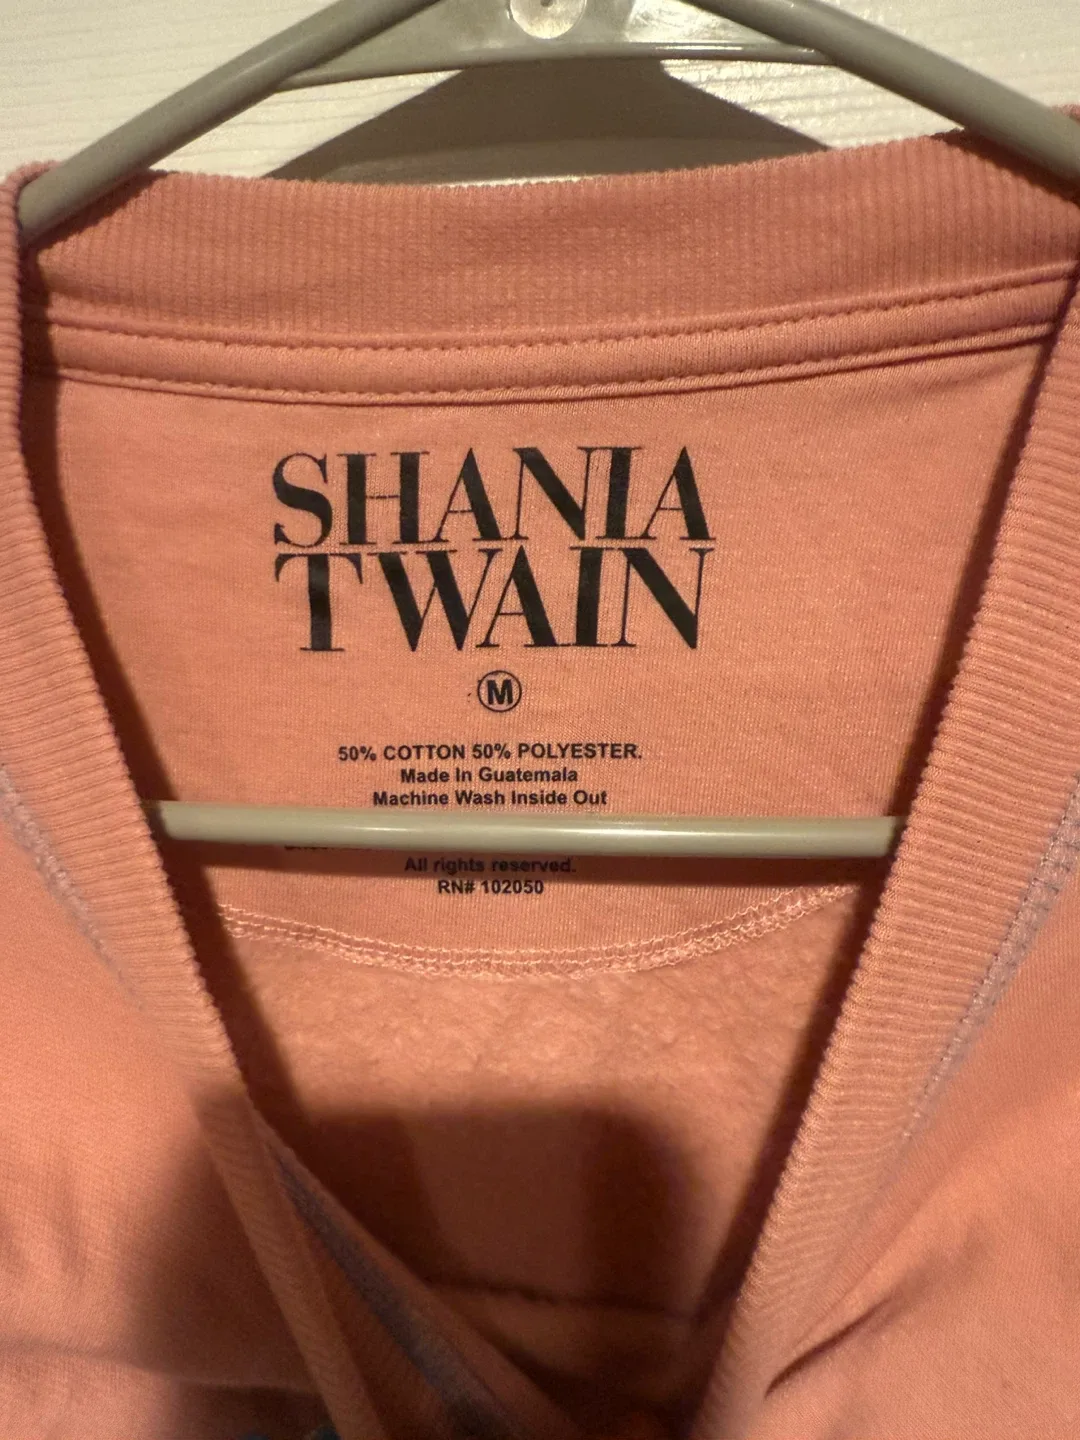 SHANIA
TWAIN
M
50% COTTON 50% POLYESTER.
Made In Guatemala
Machine Wash Inside Out
All rights reserved.
RN# 102050